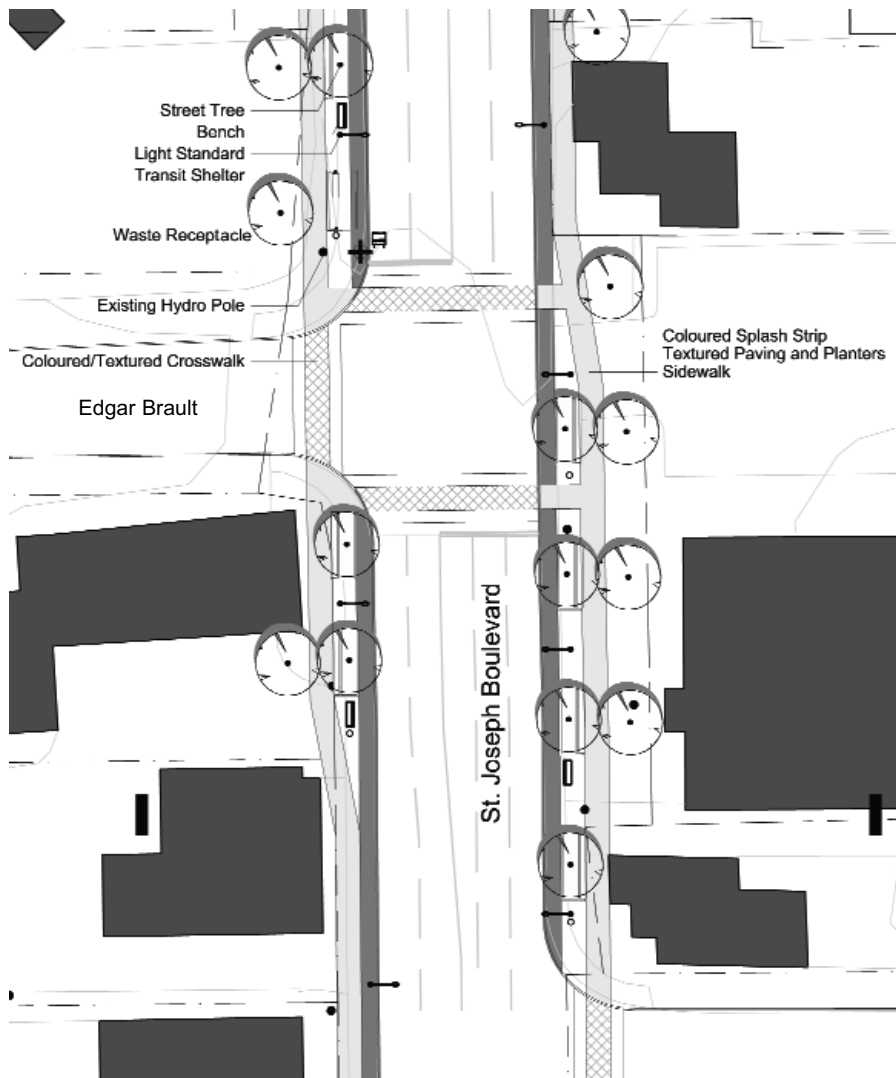 Street Tree
Bench
Light Standard
Transit Shelter
Waste Receptacle
Existing Hydro Pole
Coloured/Textured Crosswalk
Edgar Brault
Coloured Splash Strip
Textured Paving and Planters
Sidewalk
St. Joseph Boulevard